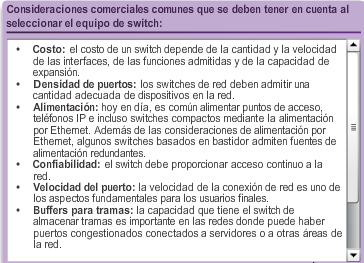 Consideraciones comerciales comunes que se deben tener en cuenta al
seleccionar el equipo de switch:
• Costo: el costo de un switch depende de la cantidad y la velocidad
de las interfaces, de las funciones admitidas y de la capacidad de
expansión.
• Densidad de puertos: los switches de red deben admitir una
cantidad adecuada de dispositivos en la red.
• Alimentación: hoy en día, es común alimentar puntos de acceso,
teléfonos IP e incluso switches compactos mediante la alimentación
por Ethernet. Además de las consideraciones de alimentación por
Ethernet, algunos switches basados en bastidor admiten fuentes de
alimentación redundantes.
• Confiabilidad: el switch debe proporcionar acceso continuo a la
red.
• Velocidad del puerto: la velocidad de la conexión de red es uno de
los aspectos fundamentales para los usuarios finales.
• Buffers para tramas: la capacidad que tiene el switch de
almacenar tramas es importante en las redes donde puede haber
puertos congestionados conectados a servidores o a otras áreas de
la red.